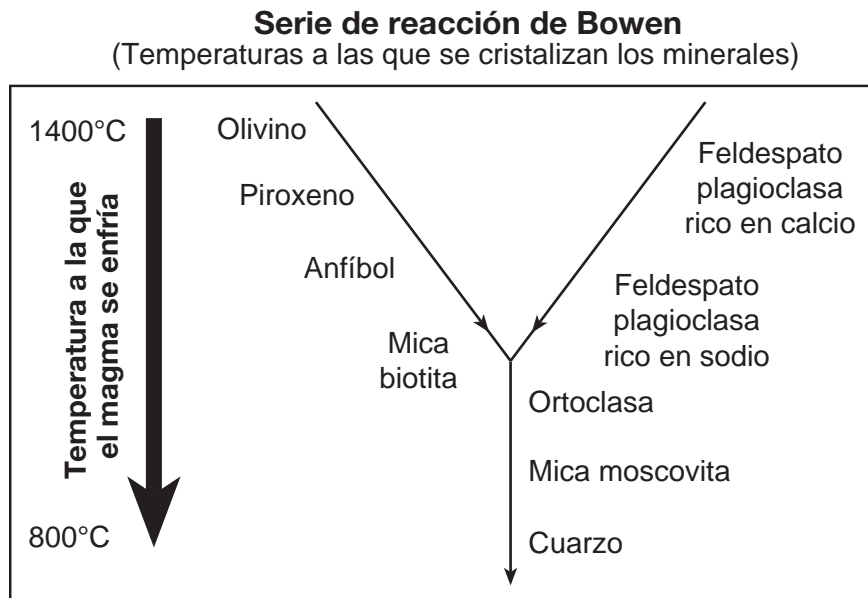 Serie de reacción de Bowen
(Temperaturas a las que se cristalizan los minerales)
1400°C
Temperatura a la que
el magma se enfría
800°C
Olivino
Piroxeno
Anfíbol
Mica
biotita
Feldespato
plagioclasa
rico en calcio
Feldespato
plagioclasa
rico en sodio
Ortoclasa
Mica moscovita
Cuarzo